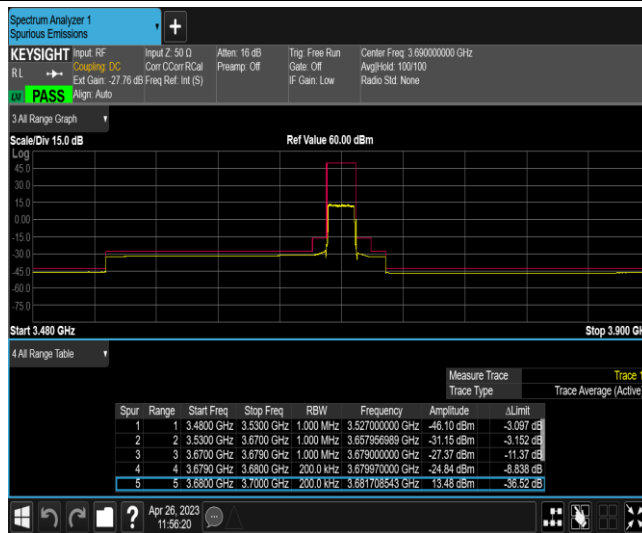 Spectrum Analyzer 1
Spurious Emissions
KEYSIGHT Input: RF Input Z: 50 Ω Atten: 16 dB Trig: Free Run Center Freq: 3.690000000 GHz
R L Coupling: DC Corr CCorr RCal Preamp: Off Gate: Off Avg|Hold: 100/100
Ext Gain: -27.76 dB Freq Ref: Int (S) IF Gain: Low Radio Std: None
PASS Align: Auto
3 All Range Graph
Scale/Div 15.0 dB Ref Value 60.00 dBm
Log
45.0
30.0
15.0
0.00
-15.0
-30.0
-45.0
-60.0
-75.0
Start 3.480 GHz Stop 3.900 GH
4 All Range Table
Measure Trace Trace 1
Trace Type Trace Average (Active)
Spur Range Start Freq Stop Freq RBW Frequency Amplitude ΔLimit
1 1 3.4800 GHz 3.5300 GHz 1.000 MHz 3.527000000 GHz -46.10 dBm -3.097 dB
2 2 3.5300 GHz 3.6700 GHz 1.000 MHz 3.657956989 GHz -31.15 dBm -3.152 dB
3 3 3.6700 GHz 3.6790 GHz 1.000 MHz 3.679000000 GHz -27.37 dBm -11.37 dB
4 4 3.6790 GHz 3.6800 GHz 200.0 kHz 3.679970000 GHz -24.84 dBm -8.838 dB
5 5 3.6800 GHz 3.7000 GHz 200.0 kHz 3.681708543 GHz 13.48 dBm -36.52 dB
Apr 26, 2023
11:56:20